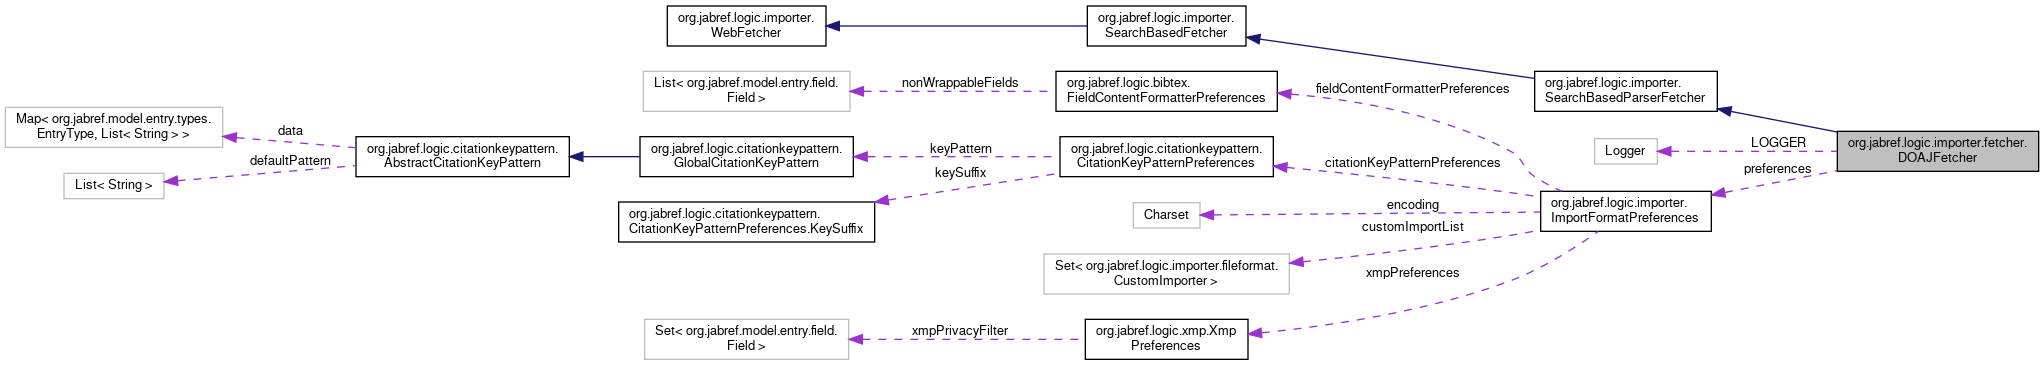 org.jabref.logic.importer.
WebFetcher
org.jabref.logic.importer.
SearchBasedFetcher
List< org.jabref.model.entry.field.
Field >
nonWrappableFields
org.jabref.logic.bibtex.
FieldContentFormatterPreferences
fieldContentFormatterPreferences
org.jabref.logic.importer.
SearchBasedParserFetcher
Map< org.jabref.model.entry.types.
EntryType, List< String > >
data
defaultPattern
List< String >
org.jabref.logic.citationkeypattern.
AbstractCitationKeyPattern
org.jabref.logic.citationkeypattern.
GlobalCitationKeyPattern
keyPattern
keySuffix
org.jabref.logic.citationkeypattern.
CitationKeyPatternPreferences
citationKeyPatternPreferences
Logger
LOGGER
preferences
org.jabref.logic.importer.fetcher.
DOAJFetcher
org.jabref.logic.citationkeypattern.
CitationKeyPatternPreferences.KeySuffix
Charset
encoding
customImportList
org.jabref.logic.importer.
ImportFormatPreferences
Set< org.jabref.logic.importer.fileformat.
CustomImporter >
xmpPreferences
Set< org.jabref.model.entry.field.
Field >
xmpPrivacyFilter
org.jabref.logic.xmp.Xmp
Preferences